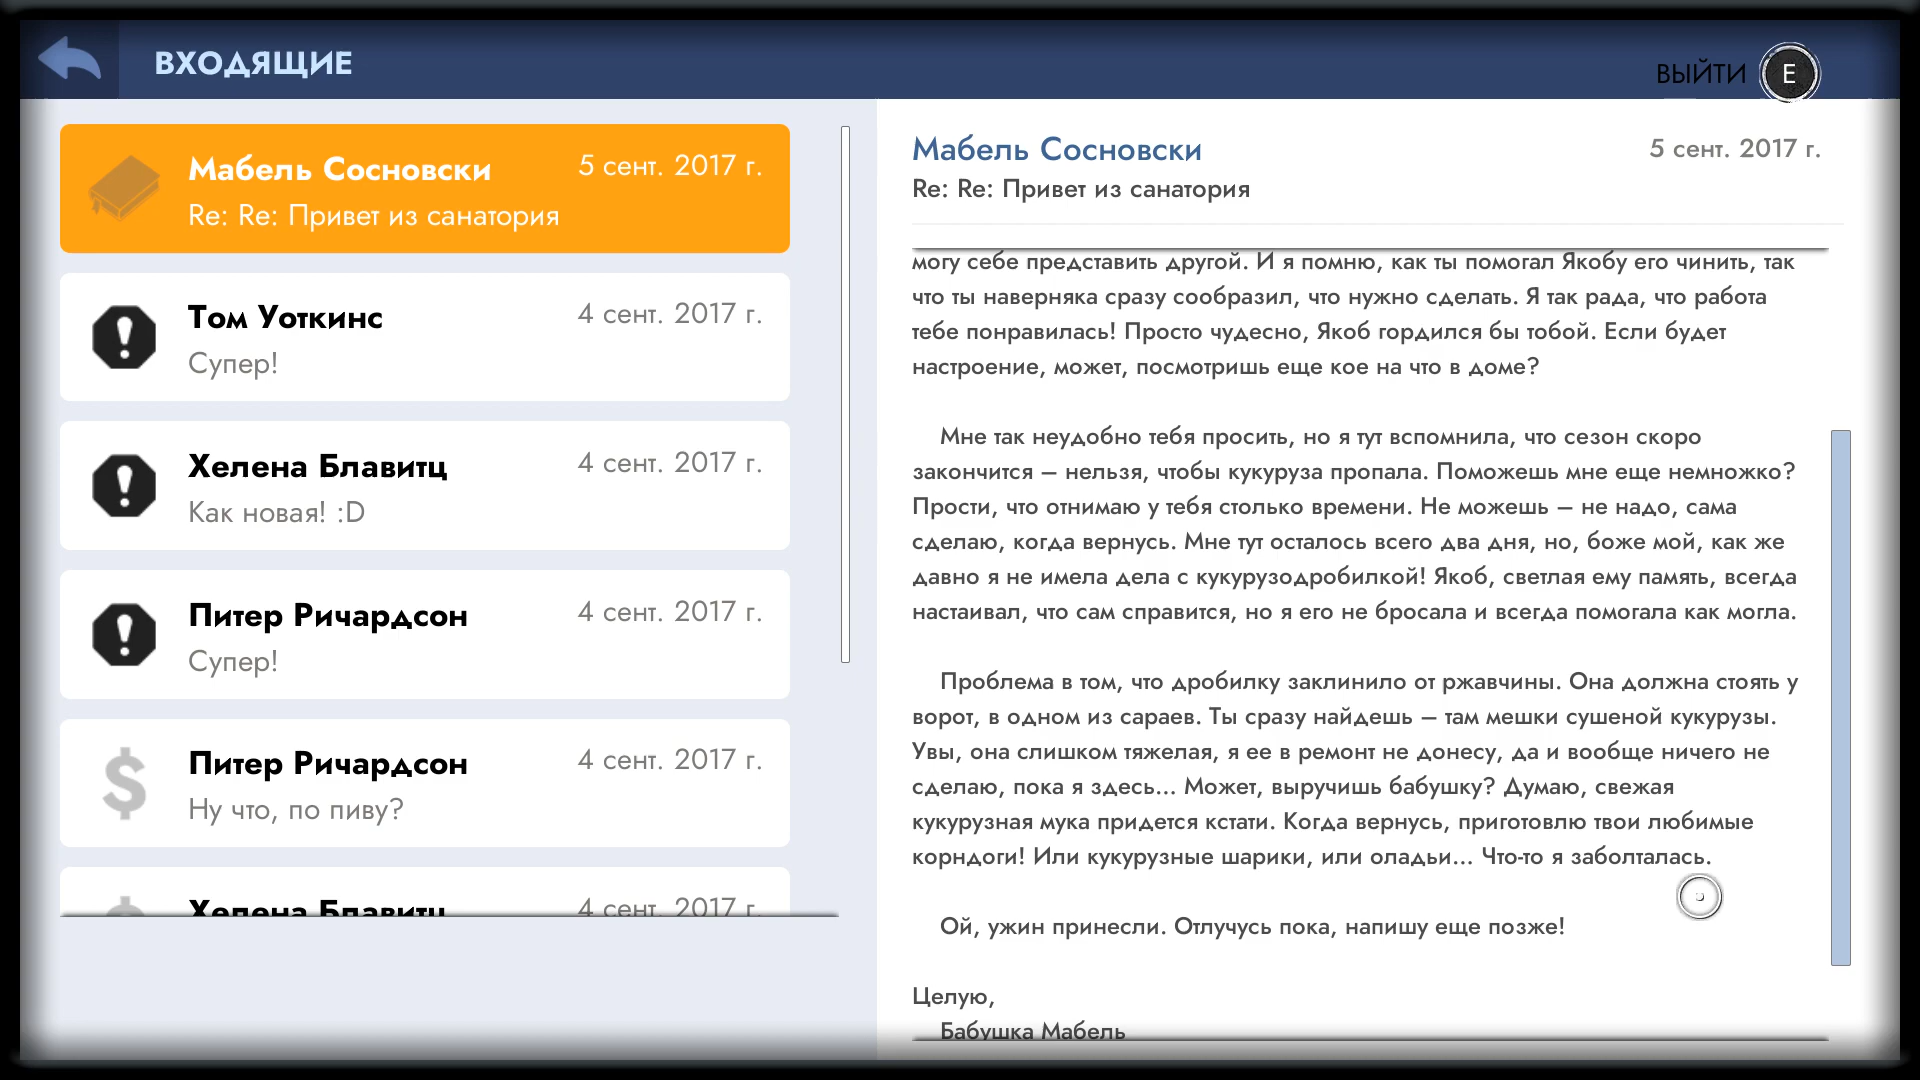 ВХОДЯЩИЕ
ВЫЙТИ E
Мабель Сосновски 5 сент. 2017 г.
Re: Re: Привет из санатория
Том Уоткинс 4 сент. 2017 г.
Супер!
Хелена Блавитц 4 сент. 2017 г.
Как новая! :D
Питер Ричардсон 4 сент. 2017 г.
Супер!
Питер Ричардсон 4 сент. 2017 г.
Ну что, по пиву?
Хелена Блавитц 4 сент. 2017 г.
Мабель Сосновски 5 сент. 2017 г.
Re: Re: Привет из санатория
могу себе представить другой. И я помню, как ты помогал Якобу его чинить, так
что ты наверняка сразу сообразил, что нужно сделать. Я так рада, что работа
тебе понравилась! Просто чудесно, Якоб гордился бы тобой. Если будет
настроение, может, посмотришь еще кое на что в доме?
Мне так неудобно тебя просить, но я тут вспомнила, что сезон скоро
закончится – нельзя, чтобы кукуруза пропала. Поможешь мне еще немножко?
Прости, что отнимаю у тебя столько времени. Не можешь – не надо, сама
сделаю, когда вернусь. Мне тут осталось всего два дня, но, боже мой, как же
давно я не имела дела с кукурузодробилкой! Якоб, светлая ему память, всегда
настаивал, что сам справится, но я его не бросала и всегда помогала как могла.
Проблема в том, что дробилку заклинило от ржавчины. Она должна стоять у
ворот, в одном из сараев. Ты сразу найдешь – там мешки сушеной кукурузы.
Увы, она слишком тяжелая, я ее в ремонт не донесу, да и вообще ничего не
сделаю, пока я здесь... Может, выручишь бабушку? Думаю, свежая
кукурузная мука придется кстати. Когда вернусь, приготовлю твои любимые
корндоги! Или кукурузные шарики, или оладьи... Что-то я заболталась.
Ой, ужин принесли. Отлучусь пока, напишу еще позже!
Целую,
Бабушка Мабель